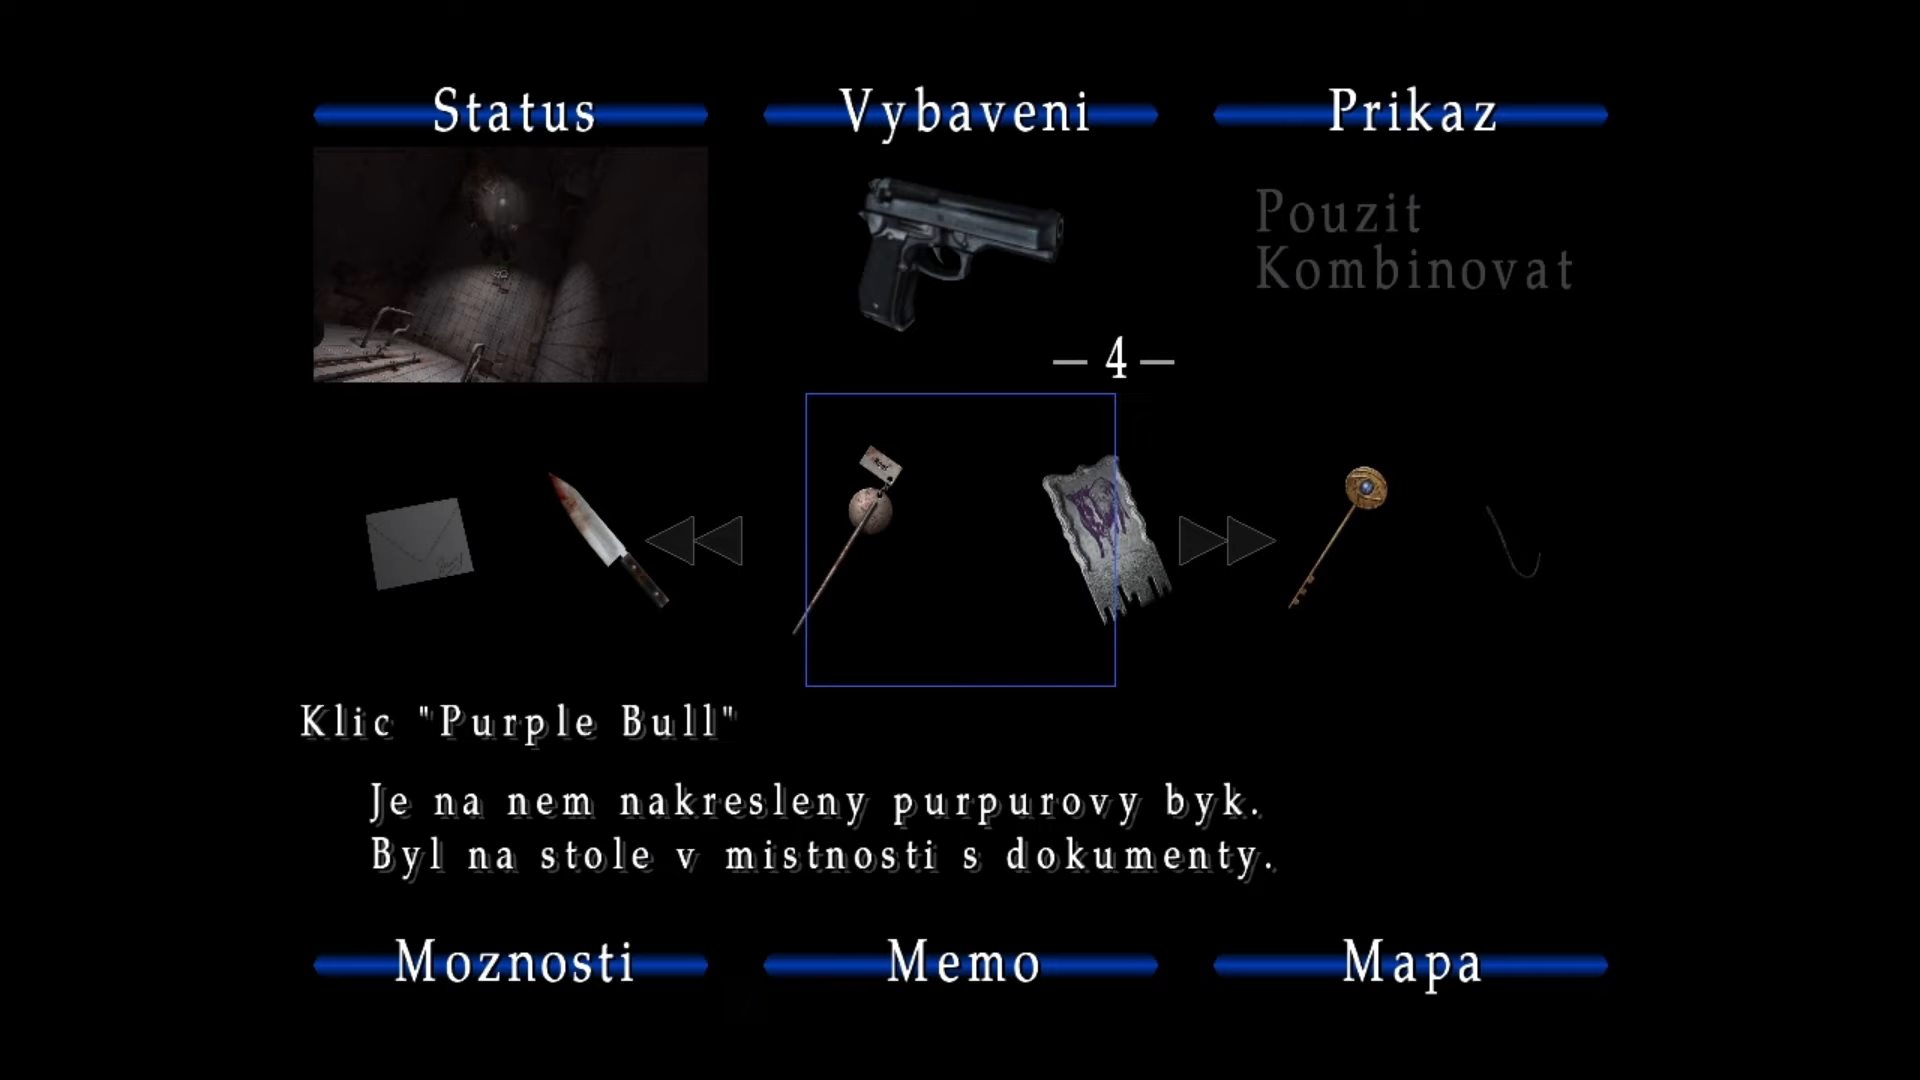 Status
Vybaveni
Prikaz
Pouzit
Kombinovat
— 4 —
Klic "Purple Bull"
Je na nem nakresleny purpurovy byk.
Byl na stole v mistnosti s dokumenty.
Moznosti
Memo
Mapa